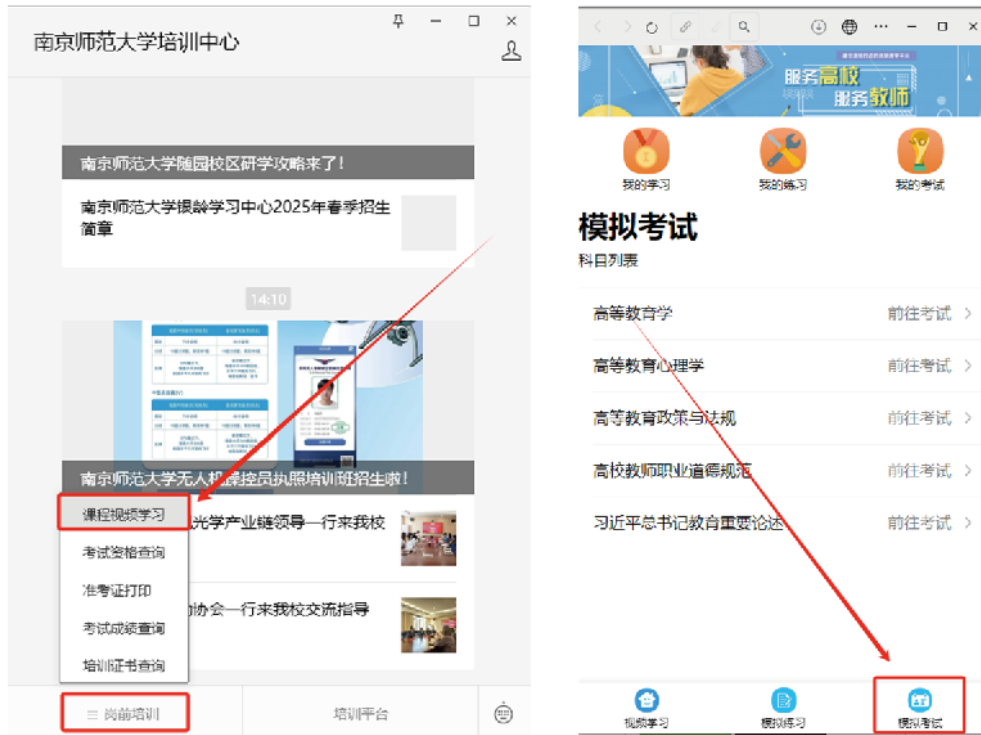 南京师范大学培训中心
南京师范大学随园校区研学攻略来了！
南京师范大学银龄学习中心2025年春季招生
简章
14:10
南京师范大学无人机操控员执照培训班招生啦！
光学产业链领导一行来我校
协会一行来我校交流指导
课程视频学习
考试资格查询
准考证打印
考试成绩查询
培训证书查询
岗前培训
培训平台
服务高校
服务教师
我的学习
我的练习
我的考试
模拟考试
科目列表
高等教育学 前往考试
高等教育心理学 前往考试
高等教育政策与法规 前往考试
高校教师职业道德规范 前往考试
习近平总书记教育重要论述 前往考试
视频学习
模拟练习
模拟考试